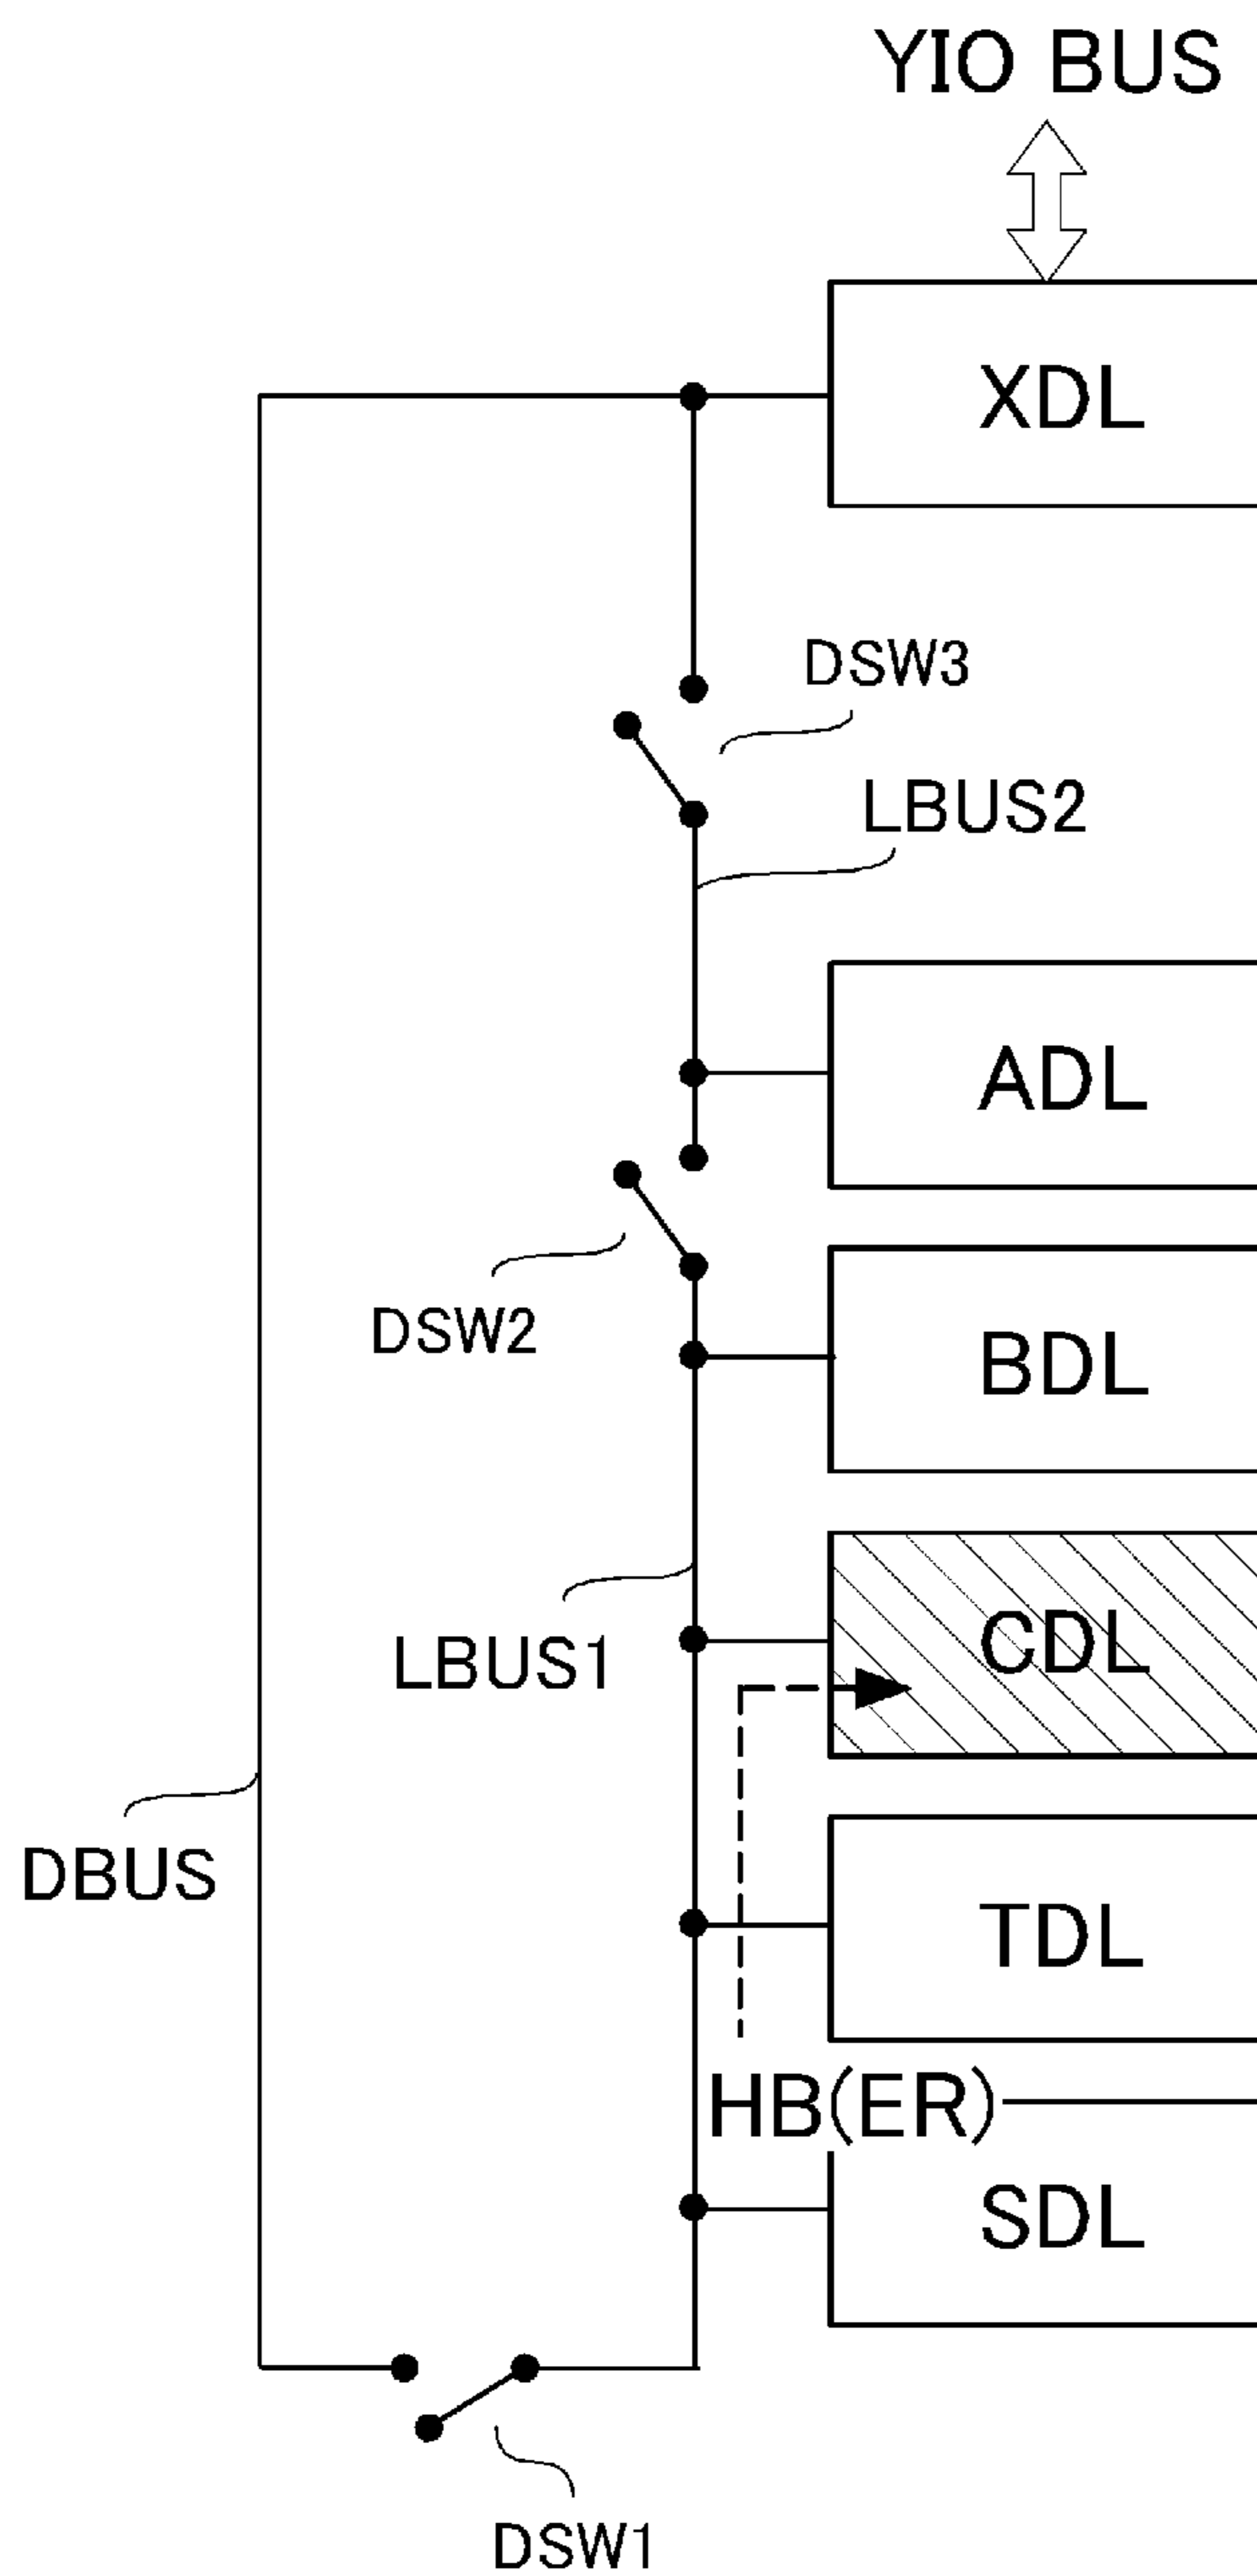 YIO BUS
XDL
DSW3
LBUS2
ADL
DSW2
BDL
LBUS1
CDL
DBUS
TDL
HB(ER)
SDL
DSW1